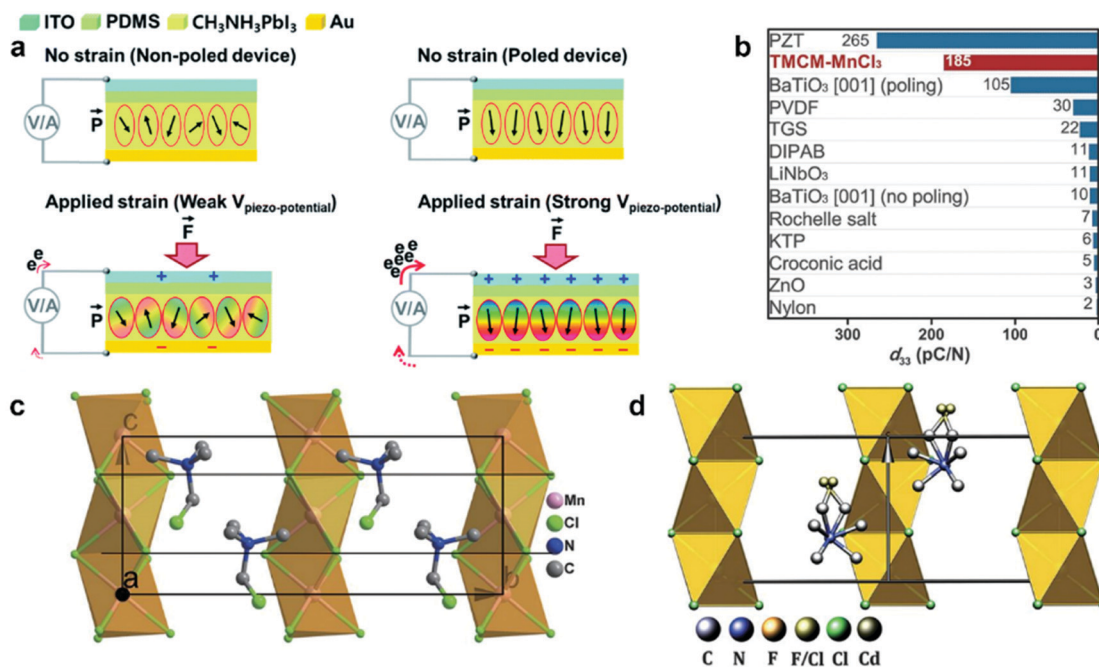 ITO PDMS CH₃NH₃PbI₃ Au
a
No strain (Non-poled device)
No strain (Poled device)
V/A
P
V/A
P
Applied strain (Weak V_piezo-potential)
Applied strain (Strong V_piezo-potential)
F
F
e e e
e e e e e
+ +
+ + + + + +
V/A
P
V/A
P
- -
- - - - - -
b
PZT 265
TMCM-MnCl₃ 185
BaTiO₃ [001] (poling) 105
PVDF 30
TGS 22
DIPAB 11
LiNbO₃ 11
BaTiO₃ [001] (no poling) 10
Rochelle salt 7
KTP 6
Croconic acid 5
ZnO 3
Nylon 2
300 200 100 0
d₃₃ (pC/N)
c
c
Mn
Cl
N
C
a
b
d
C N F F/Cl Cl Cd